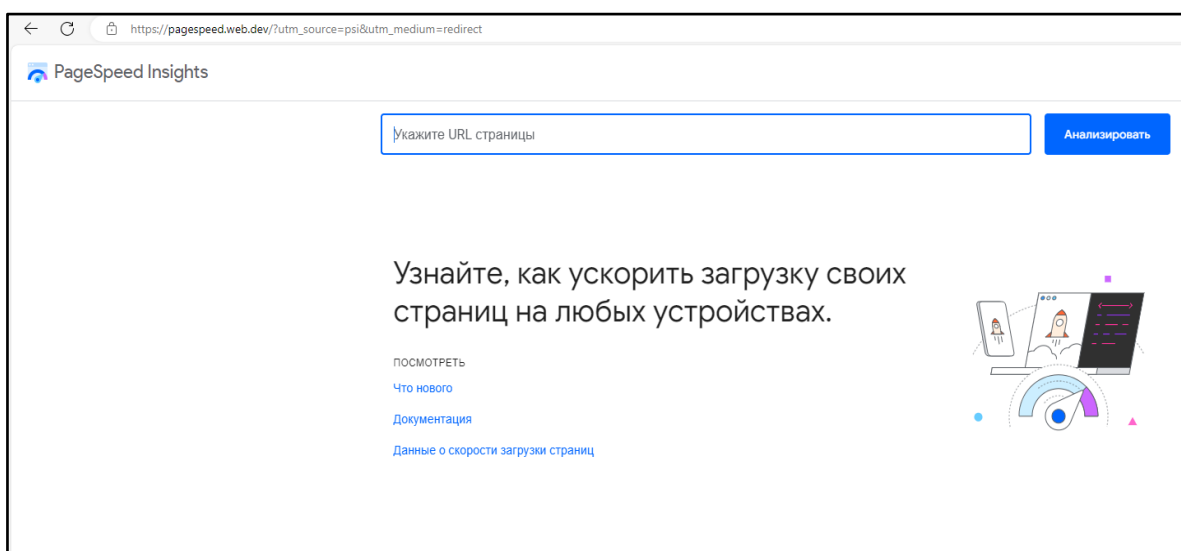 https://pagespeed.web.dev/?utm_source=psi&utm_medium=redirect
PageSpeed Insights
Укажите URL страницы
Анализировать
Узнайте, как ускорить загрузку своих
страниц на любых устройствах.
ПОСМОТРЕТЬ
Что нового
Документация
Данные о скорости загрузки страниц